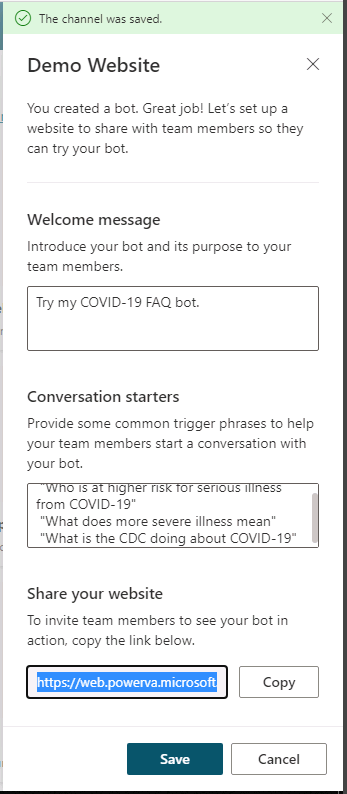 The channel was saved.
Demo Website
You created a bot. Great job! Let's set up a
website to share with team members so they
can try your bot.
Welcome message
Introduce your bot and its purpose to your
team members.
Try my COVID-19 FAQ bot.
Conversation starters
Provide some common trigger phrases to help
your team members start a conversation with
your bot.
"Who is at higher risk for serious illness
from COVID-19"
"What does more severe illness mean"
"What is the CDC doing about COVID-19"
Share your website
To invite team members to see your bot in
action, copy the link below.
https://web.powerva.microsoft
Copy
Save
Cancel